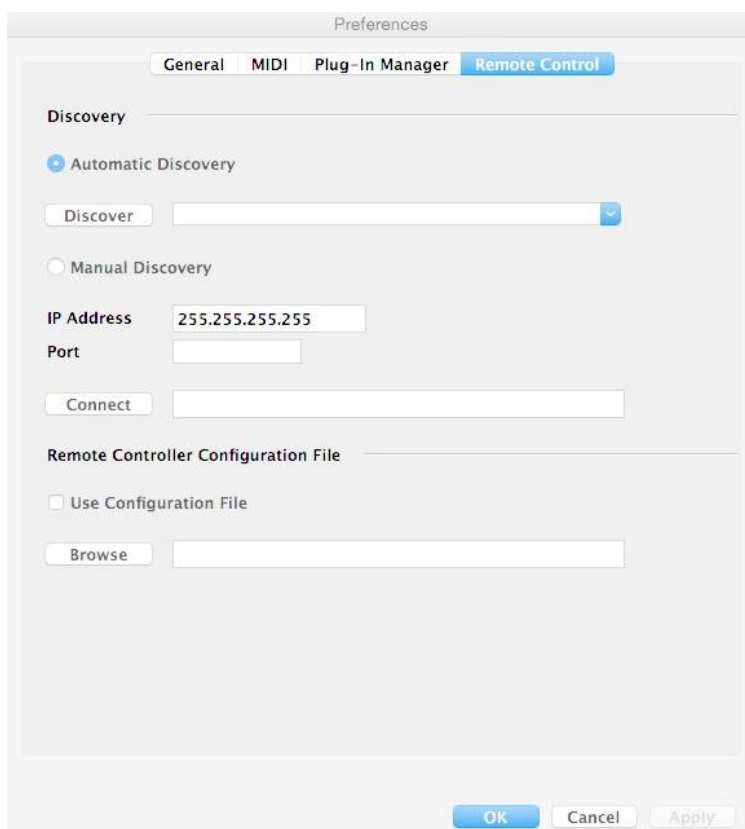 Preferences
General MIDI Plug-In Manager Remote Control
Discovery
Automatic Discovery
Discover
Manual Discovery
IP Address 255.255.255.255
Port
Connect
Remote Controller Configuration File
Use Configuration File
Browse
OK Cancel Apply